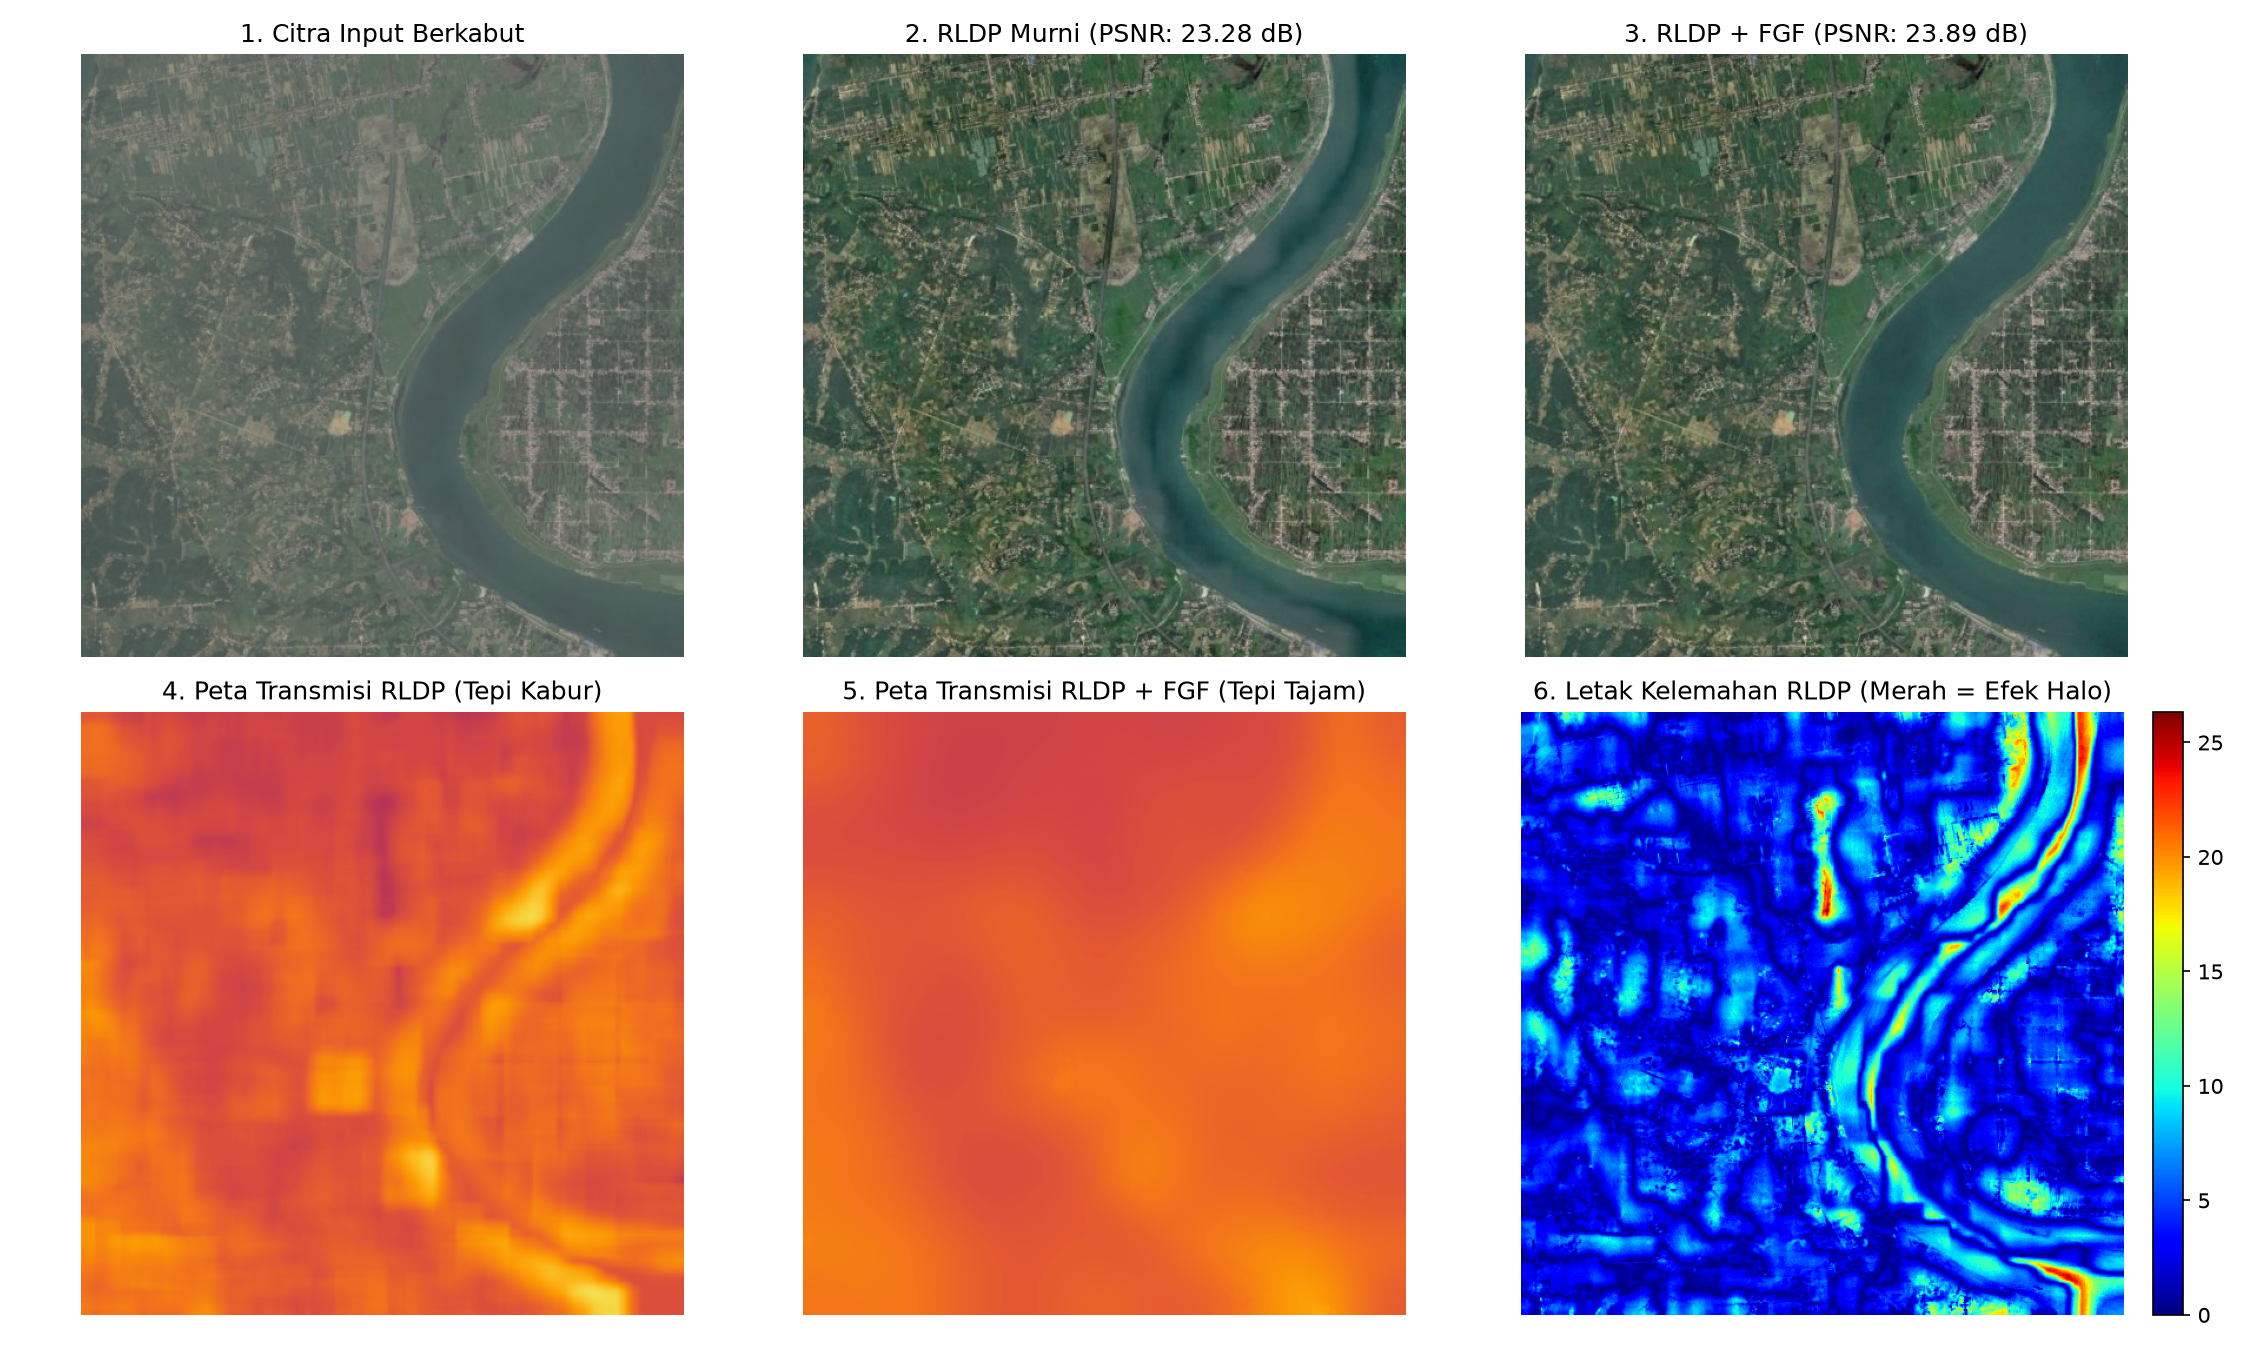 1. Citra Input Berkabut
2. RLDP Murni (PSNR: 23.28 dB)
3. RLDP + FGF (PSNR: 23.89 dB)
4. Peta Transmisi RLDP (Tepi Kabur)
5. Peta Transmisi RLDP + FGF (Tepi Tajam)
6. Letak Kelemahan RLDP (Merah = Efek Halo)
25
20
15
10
5
0